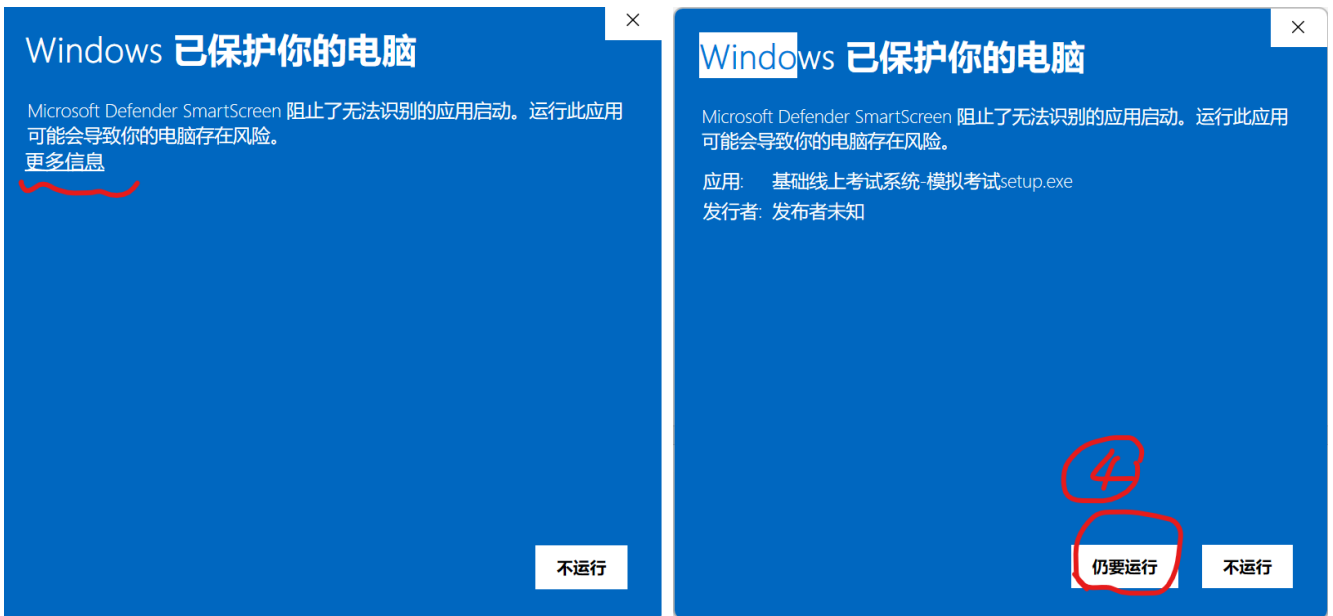 Windows 已保护你的电脑
Microsoft Defender SmartScreen 阻止了无法识别的应用启动。运行此应用
可能会导致你的电脑存在风险。
更多信息
不运行
Windows 已保护你的电脑
Microsoft Defender SmartScreen 阻止了无法识别的应用启动。运行此应用
可能会导致你的电脑存在风险。
应用: 基础线上考试系统-模拟考试setup.exe
发行者: 发布者未知
4
仍要运行 不运行